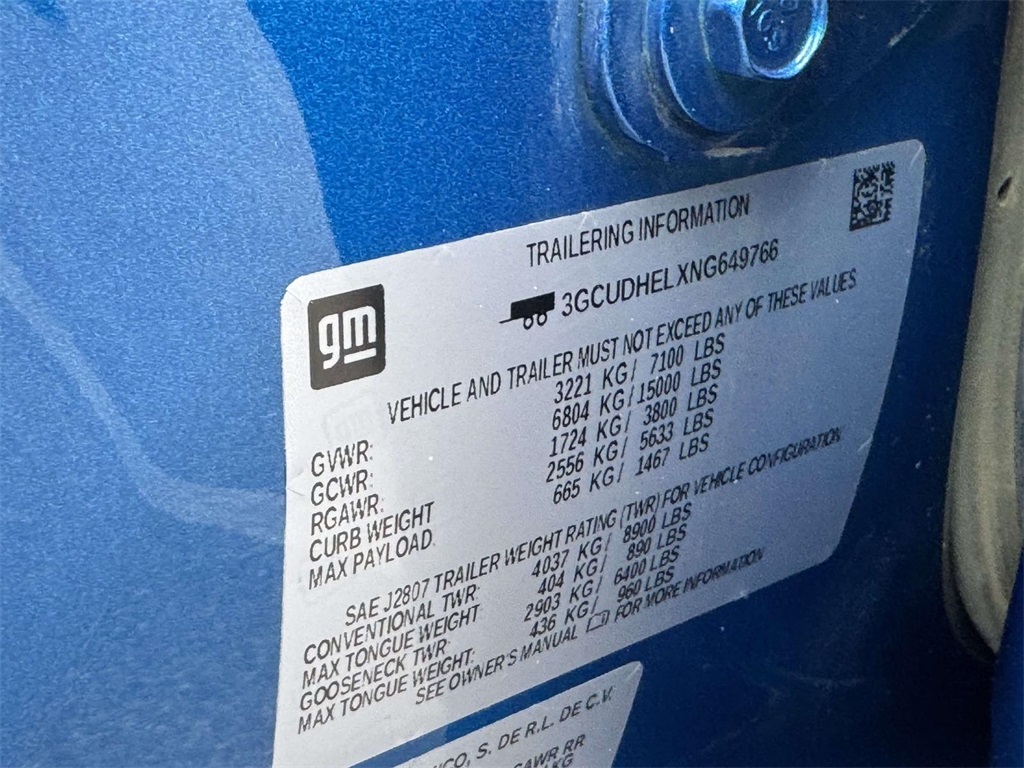 TRAILERING INFORMATION
gm
3GCUDHELXNG649766
VEHICLE AND TRAILER MUST NOT EXCEED ANY OF THESE VALUES
GVWR: 3221 KG/ 7100 LBS
GCWR: 6804 KG/15000 LBS
RGAWR: 1724 KG/ 3800 LBS
CURB WEIGHT 2556 KG/ 5633 LBS
MAX PAYLOAD 665 KG/ 1467 LBS
SAE J2807 TRAILER WEIGHT RATING (TWR) FOR VEHICLE CONFIGURATION
CONVENTIONAL TWR: 4037 KG/ 8900 LBS
MAX TONGUE WEIGHT 404 KG/ 890 LBS
GOOSENECK TWR: 2903 KG/ 6400 LBS
MAX TONGUE WEIGHT: 436 KG/ 960 LBS
SEE OWNER'S MANUAL FOR MORE INFORMATION
S. DE R.L. DE C.V.
RR
KG